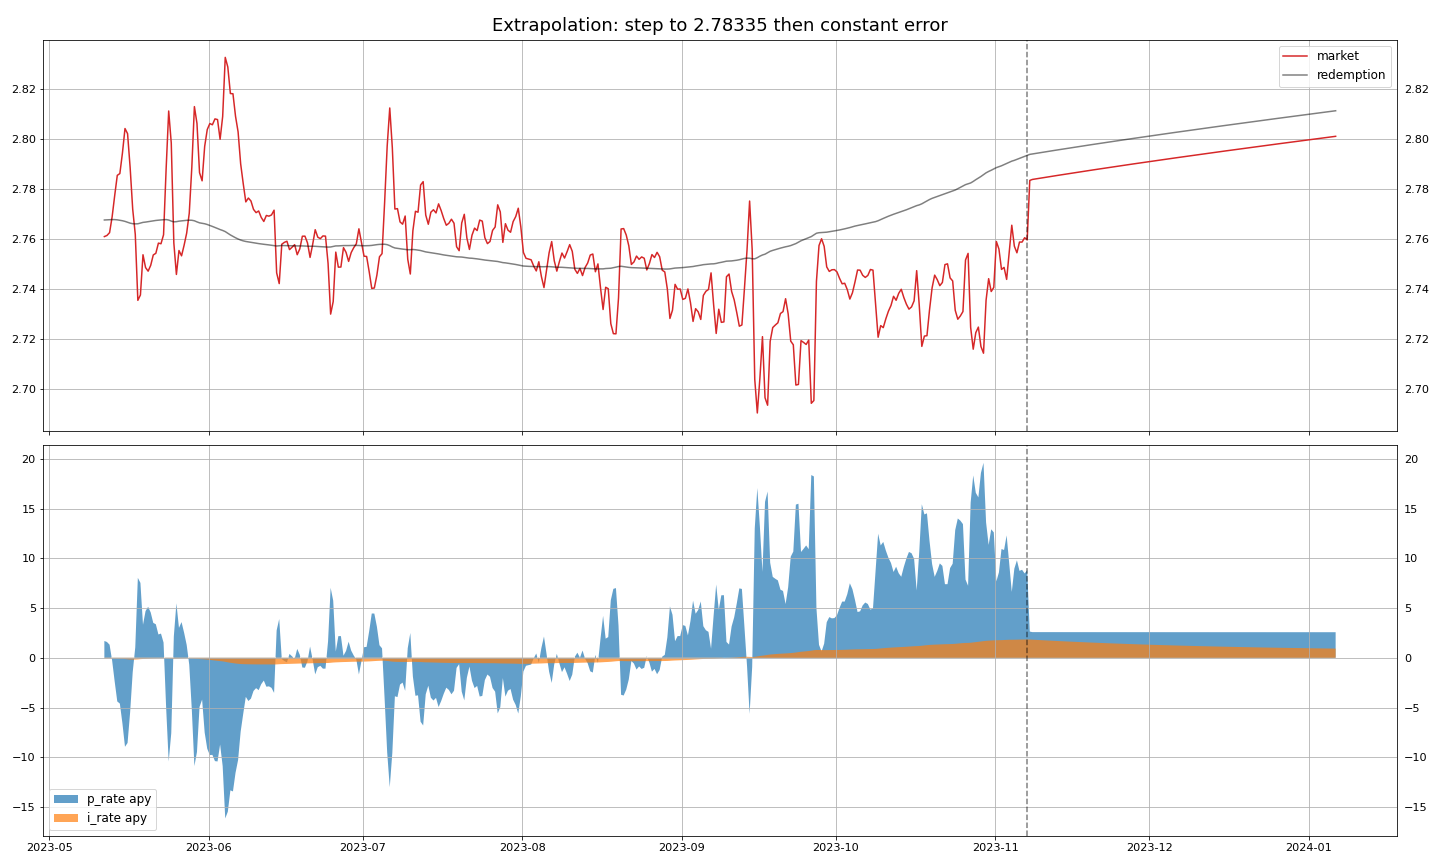 Extrapolation: step to 2.78335 then constant error
market
redemption
2.82 2.82
2.80 2.80
2.78 2.78
2.76 2.76
2.74 2.74
2.72 2.72
2.70 2.70
20 20
15 15
10 10
5 5
0 0
−5 −5
−10 −10
−15 −15
p_rate apy
i_rate apy
2023-05 2023-06 2023-07 2023-08 2023-09 2023-10 2023-11 2023-12 2024-01